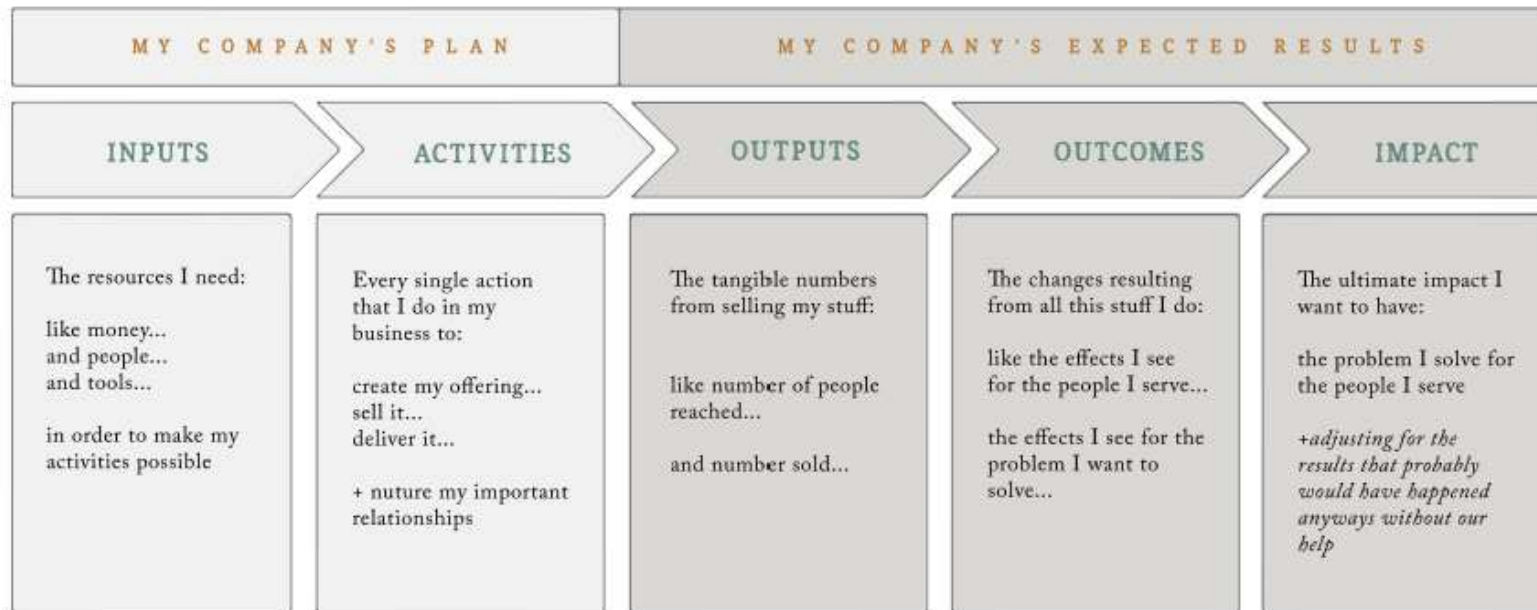 MY COMPANY'S PLAN
MY COMPANY'S EXPECTED RESULTS
INPUTS
ACTIVITIES
OUTPUTS
OUTCOMES
IMPACT
The resources I need:
like money...
and people...
and tools...
in order to make my
activities possible
Every single action
that I do in my
business to:
create my offering...
sell it...
deliver it...
+ nuture my important
relationships
The tangible numbers
from selling my stuff:
like number of people
reached...
and number sold...
The changes resulting
from all this stuff I do:
like the effects I see
for the people I serve...
the effects I see for the
problem I want to
solve...
The ultimate impact I
want to have:
the problem I solve for
the people I serve
+adjusting for the
results that probably
would have happened
anyways without our
help